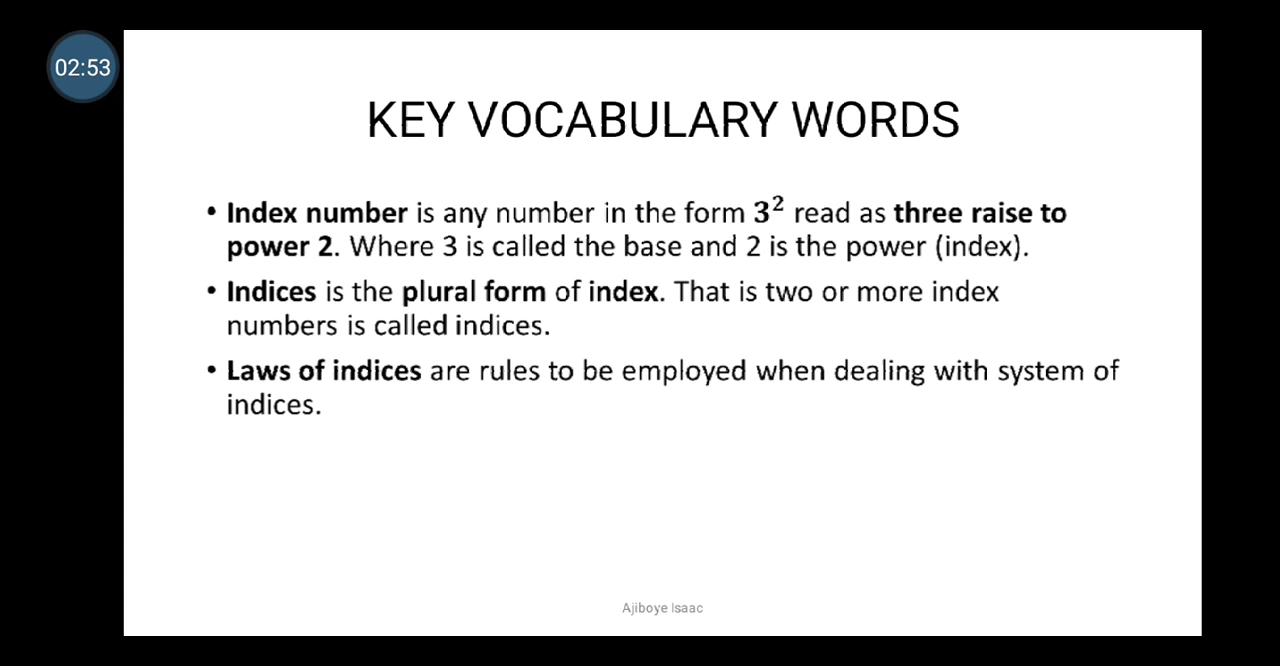 02:53
KEY VOCABULARY WORDS
• Index number is any number in the form 3² read as three raise to
power 2. Where 3 is called the base and 2 is the power (index).
• Indices is the plural form of index. That is two or more index
numbers is called indices.
• Laws of indices are rules to be employed when dealing with system of
indices.
Ajiboye Isaac